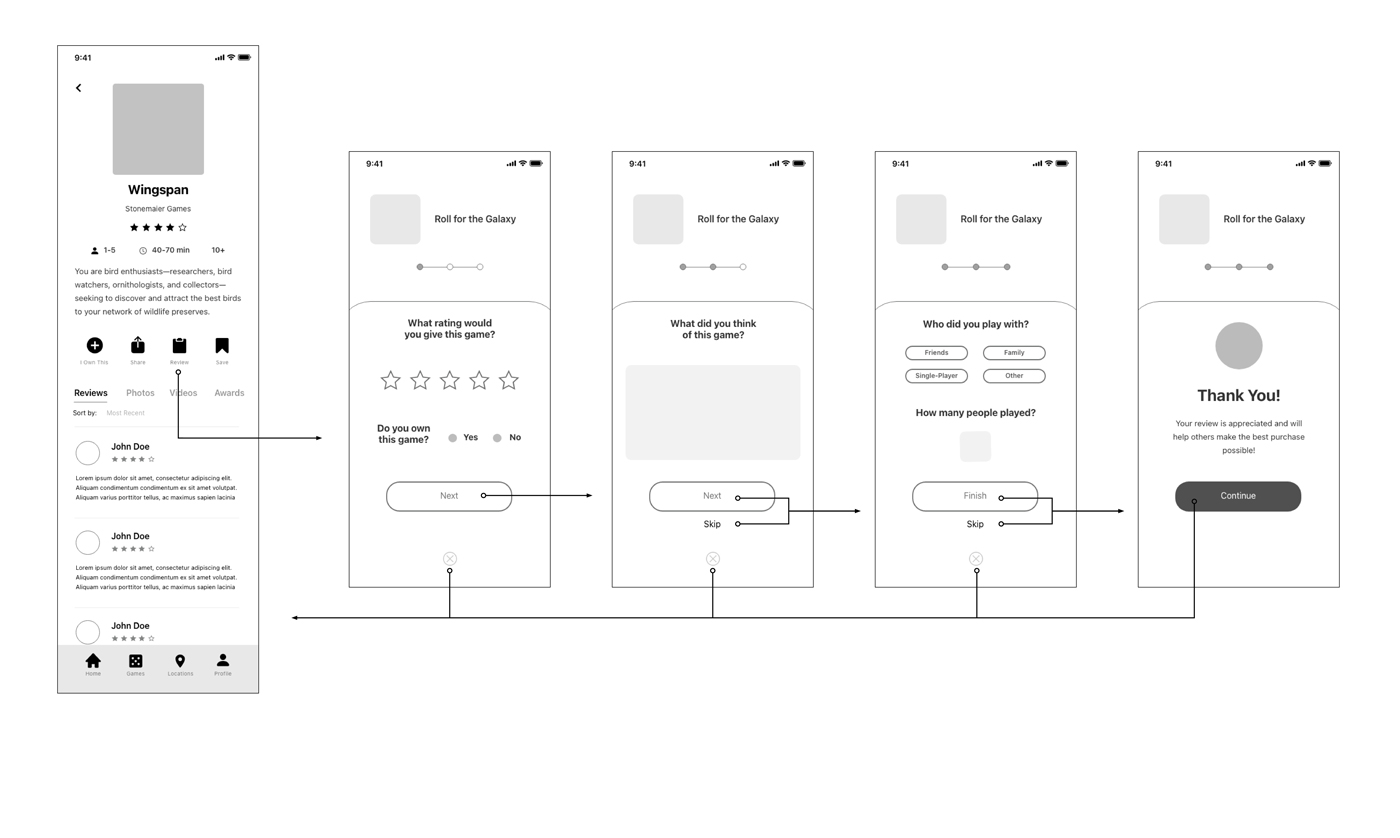 9:41
Wingspan
Stonemaier Games
1-5
40-70 min
10+
You are bird enthusiasts—researchers, bird
watchers, ornithologists, and collectors—
seeking to discover and attract the best birds
to your network of wildlife preserves.
I Own This
Share
Review
Save
Reviews
Photos
Videos
Awards
Sort by:
Most Recent
John Doe
Lorem ipsum dolor sit amet, consectetur adipiscing elit.
Aliquam condimentum condimentum ex sit amet volutpat.
Aliquam varius porttitor tellus, ac maximus sapien lacinia
John Doe
Lorem ipsum dolor sit amet, consectetur adipiscing elit.
Aliquam condimentum condimentum ex sit amet volutpat.
Aliquam varius porttitor tellus, ac maximus sapien lacinia
John Doe
Home
Games
Locations
Profile
9:41
Roll for the Galaxy
What rating would
you give this game?
Do you own
this game?
Yes
No
Next
9:41
Roll for the Galaxy
What did you think
of this game?
Next
Skip
9:41
Roll for the Galaxy
Who did you play with?
Friends
Family
Single-Player
Other
How many people played?
Finish
Skip
9:41
Roll for the Galaxy
Thank You!
Your review is appreciated and will
help others make the best purchase
possible!
Continue